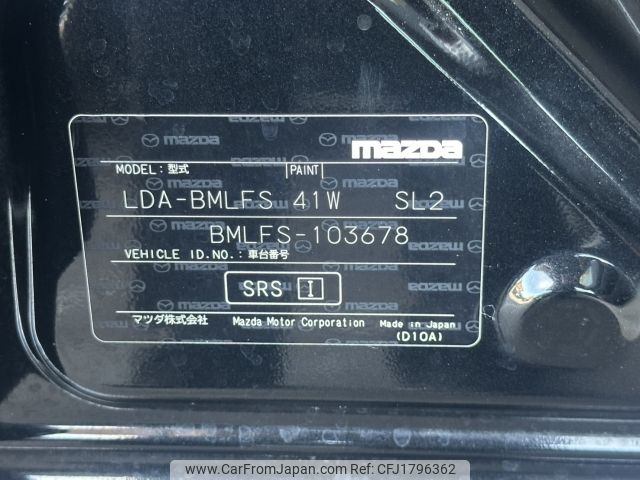 mazda
MODEL: 型式 PAINT
LDA-BMLFS 41W SL2
BMLFS-103678
VEHICLE ID.NO.: 車台番号
SRS I
マツダ株式会社 Mazda Motor Corporation Made in Japan
(D10A)
www.CarFromJapan.com - Car Ref No: CFJ1796362